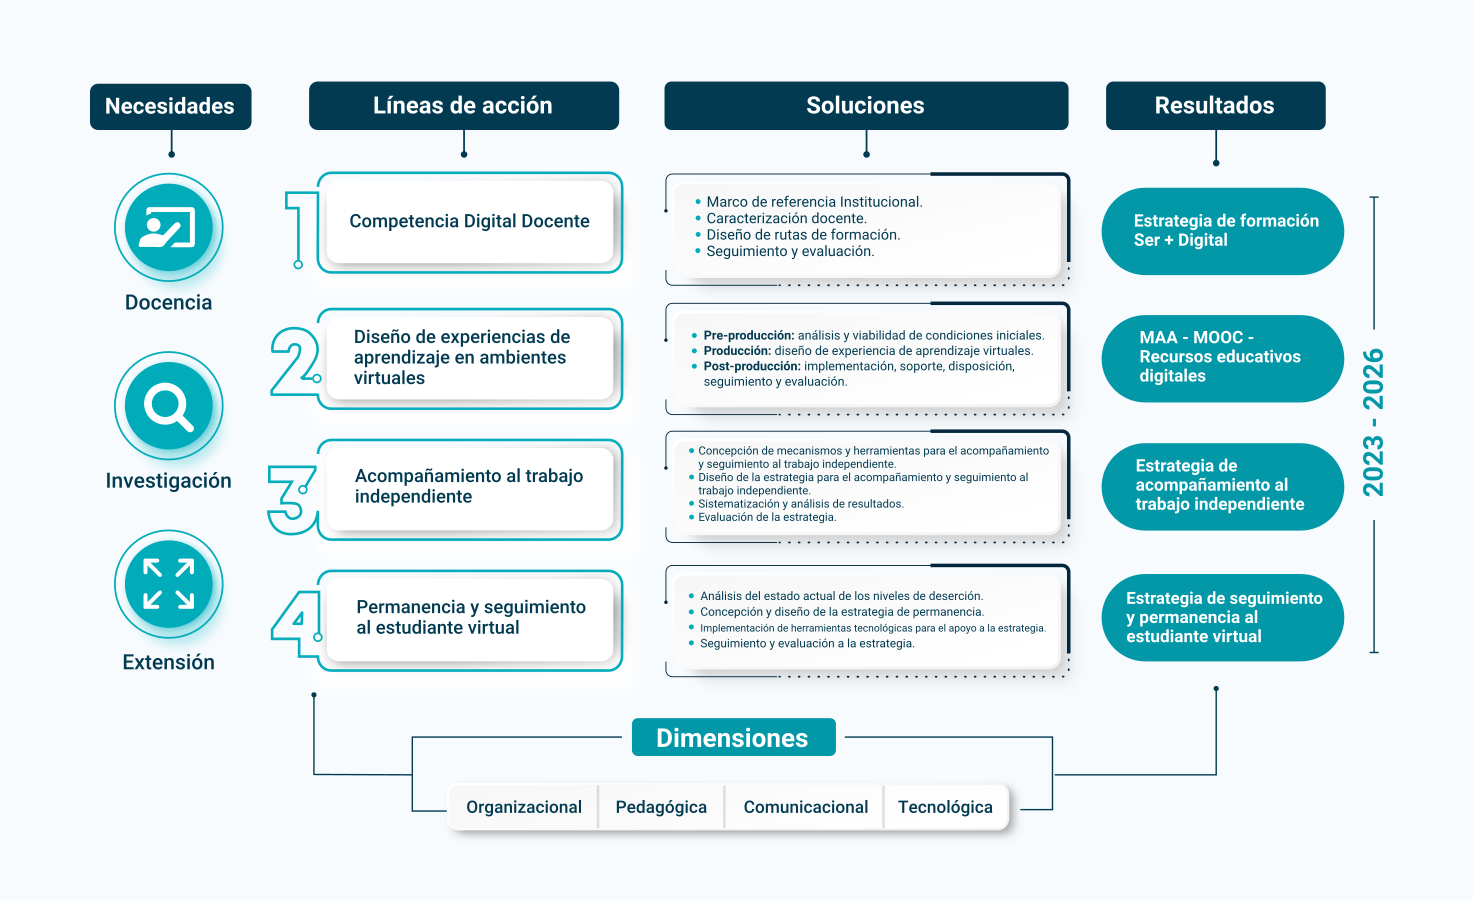 Necesidades
Líneas de acción
Soluciones
Resultados
Docencia
Investigación
Extensión
1
Competencia Digital Docente
• Marco de referencia Institucional.
• Caracterización docente.
• Diseño de rutas de formación.
• Seguimiento y evaluación.
Estrategia de formación
Ser + Digital
2
Diseño de experiencias de
aprendizaje en ambientes
virtuales
• Pre-producción: análisis y viabilidad de condiciones iniciales.
• Producción: diseño de experiencia de aprendizaje virtuales.
• Post-producción: implementación, soporte, disposición,
seguimiento y evaluación.
MAA - MOOC -
Recursos educativos
digitales
3
Acompañamiento al trabajo
independiente
• Concepción de mecanismos y herramientas para el acompañamiento
y seguimiento al trabajo independiente.
• Diseño de la estrategia para el acompañamiento y seguimiento al
trabajo independiente.
• Sistematización y análisis de resultados.
• Evaluación de la estrategia.
Estrategia de
acompañamiento al
trabajo independiente
4
Permanencia y seguimiento
al estudiante virtual
• Análisis del estado actual de los niveles de deserción.
• Concepción y diseño de la estrategia de permanencia.
• Implementación de herramientas tecnológicas para el apoyo a la estrategia.
• Seguimiento y evaluación a la estrategia.
Estrategia de seguimiento
y permanencia al
estudiante virtual
2023 - 2026
Dimensiones
Organizacional
Pedagógica
Comunicacional
Tecnológica